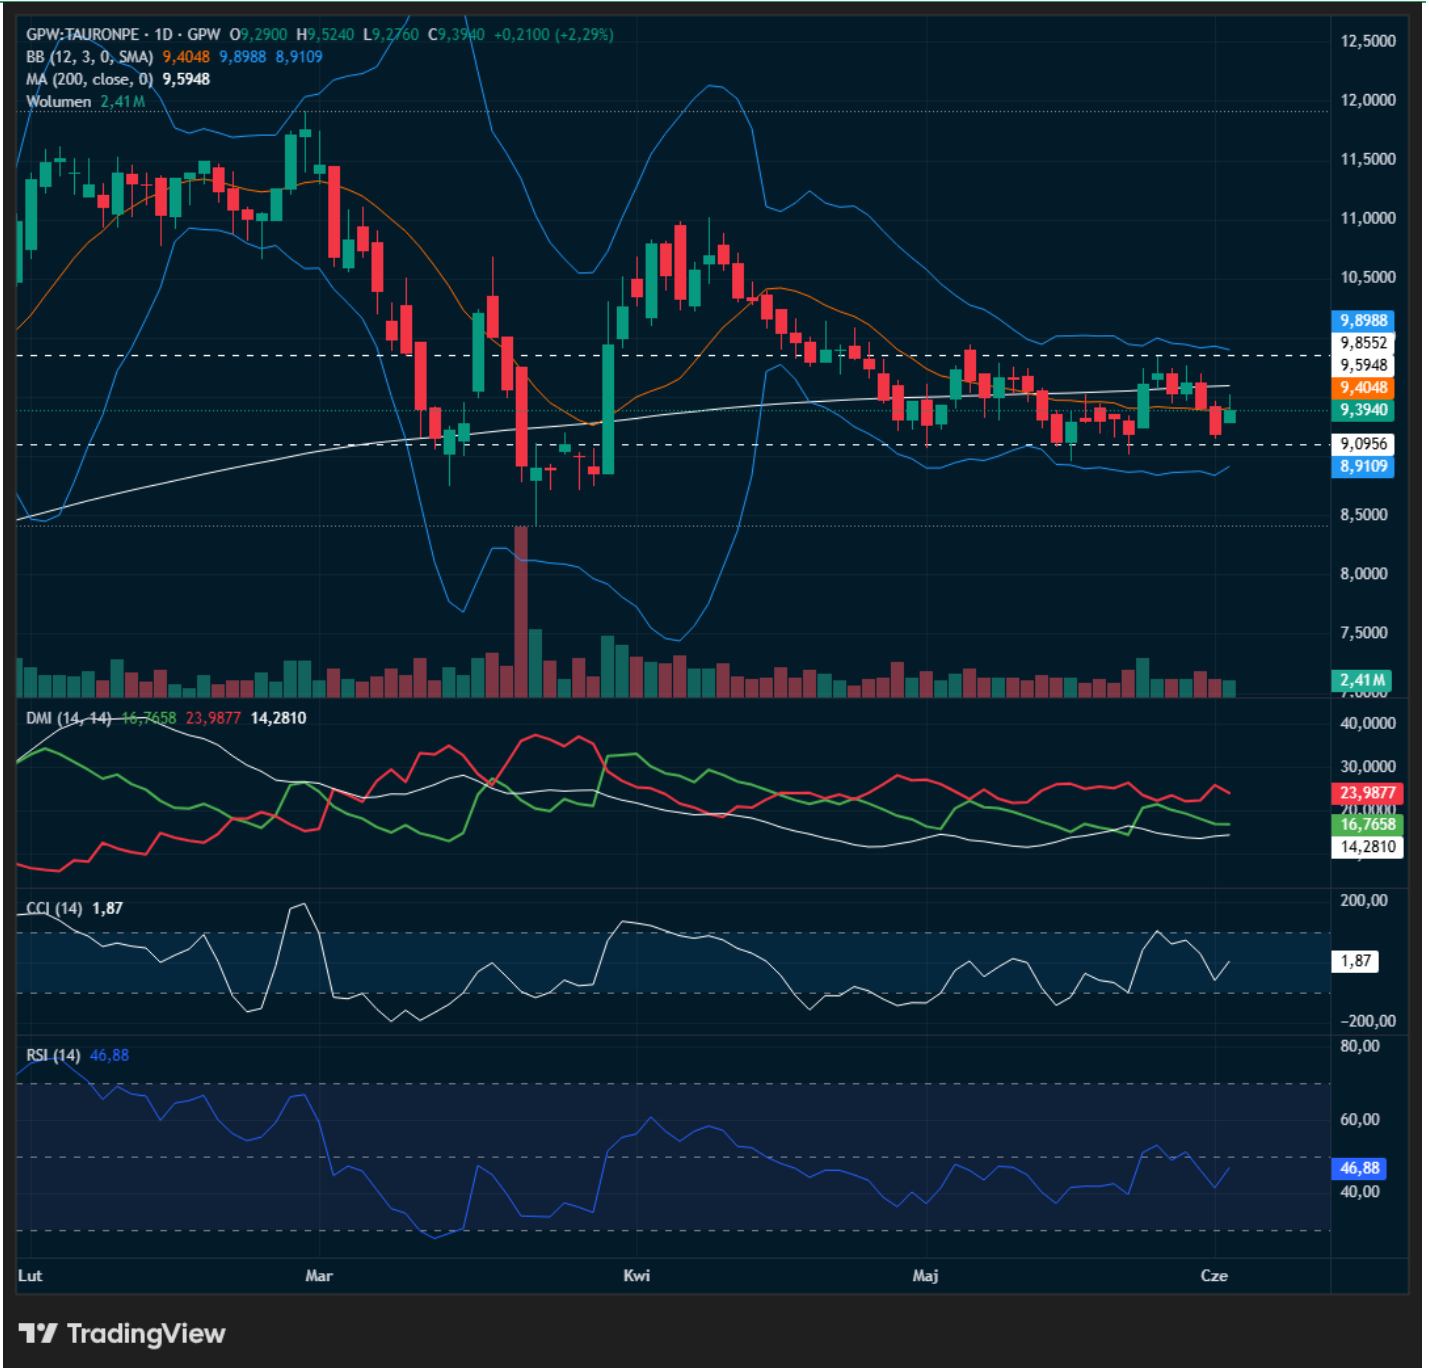 GPW:TAURONPE · 1D · GPW O9,2900 H9,5240 L9,2760 C9,3940 +0,2100 (+2,29%)
BB (12, 3, 0, SMA) 9,4048 9,8988 8,9109
MA (200, close, 0) 9,5948
Wolumen 2,41 M
12,5000
12,0000
11,5000
11,0000
10,5000
9,8988
9,8552
9,5948
9,4048
9,3940
9,0956
8,9109
8,5000
8,0000
7,5000
2,41 M
DMI (14, 14) 16,7658 23,9877 14,2810
40,0000
30,0000
23,9877
20,0000
16,7658
14,2810
CCI (14) 1,87
200,00
1,87
−200,00
RSI (14) 46,88
80,00
60,00
46,88
40,00
Lut Mar Kwi Maj Cze
TradingView